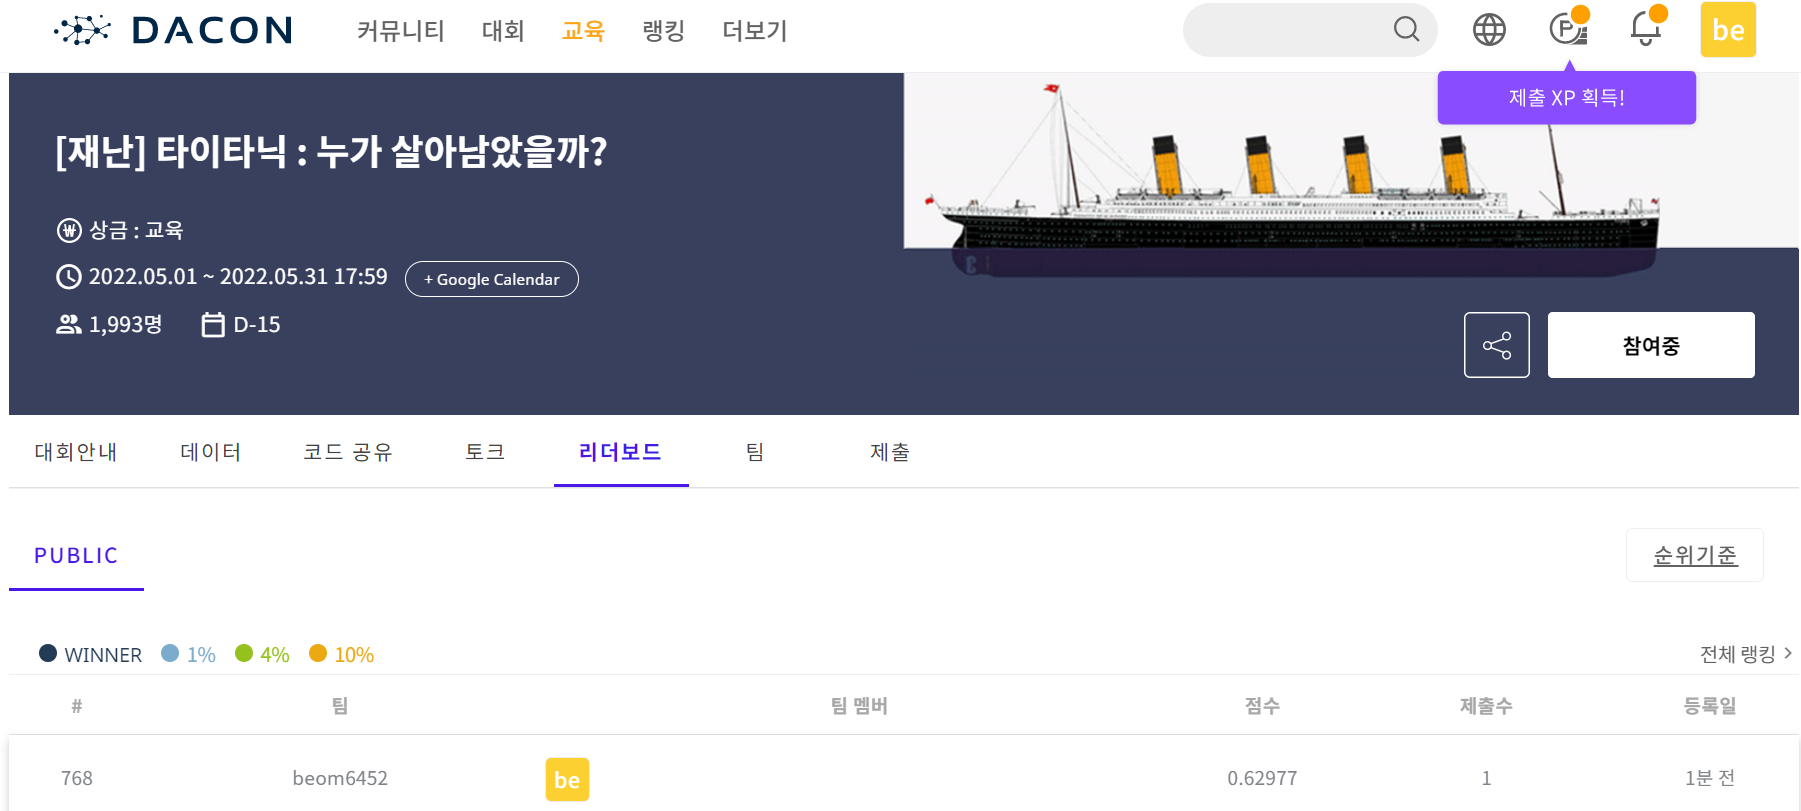 DACON 커뮤니티 대회 교육 랭킹 더보기 P be
제출 XP 획득!
[재난] 타이타닉 : 누가 살아남았을까?
₩ 상금 : 교육
2022.05.01 ~ 2022.05.31 17:59 + Google Calendar
1,993명 D-15
참여중
대회안내 데이터 코드 공유 토크 리더보드 팀 제출
PUBLIC 순위기준
WINNER 1% 4% 10% 전체 랭킹 >
# 팀 팀 멤버 점수 제출수 등록일
768 beom6452 be 0.62977 1 1분 전